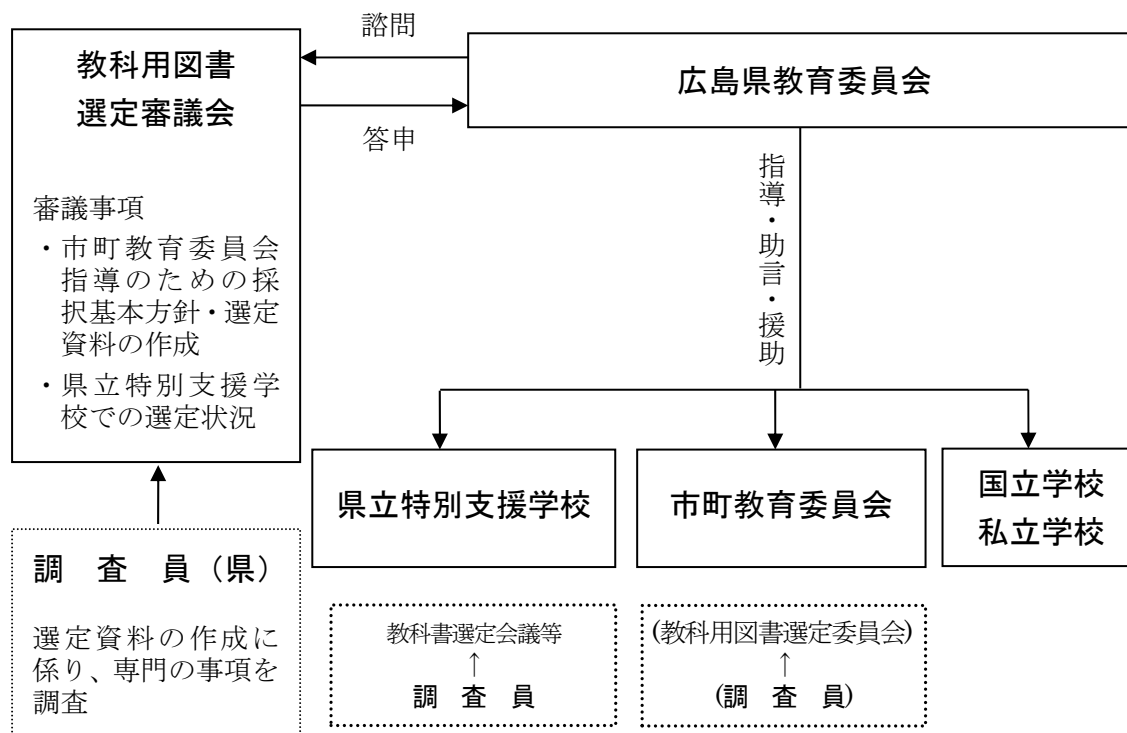 諮問
教科用図書
選定審議会
広島県教育委員会
答申
審議事項
・市町教育委員会
指導のための採
択基本方針・選定
資料の作成
・県立特別支援学
校での選定状況
指導・助言・援助
県立特別支援学校
市町教育委員会
国立学校
私立学校
調 査 員（県）
選定資料の作成に
係り、専門の事項を
調査
教科書選定会議等
↑
調 査 員
(教科用図書選定委員会)
↑
(調 査 員)